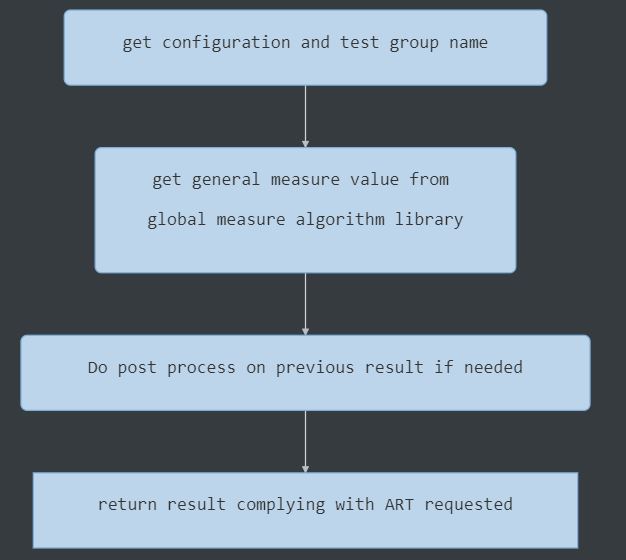 get configuration and test group name
get general measure value from
global measure algorithm library
Do post process on previous result if needed
return result complying with ART requested